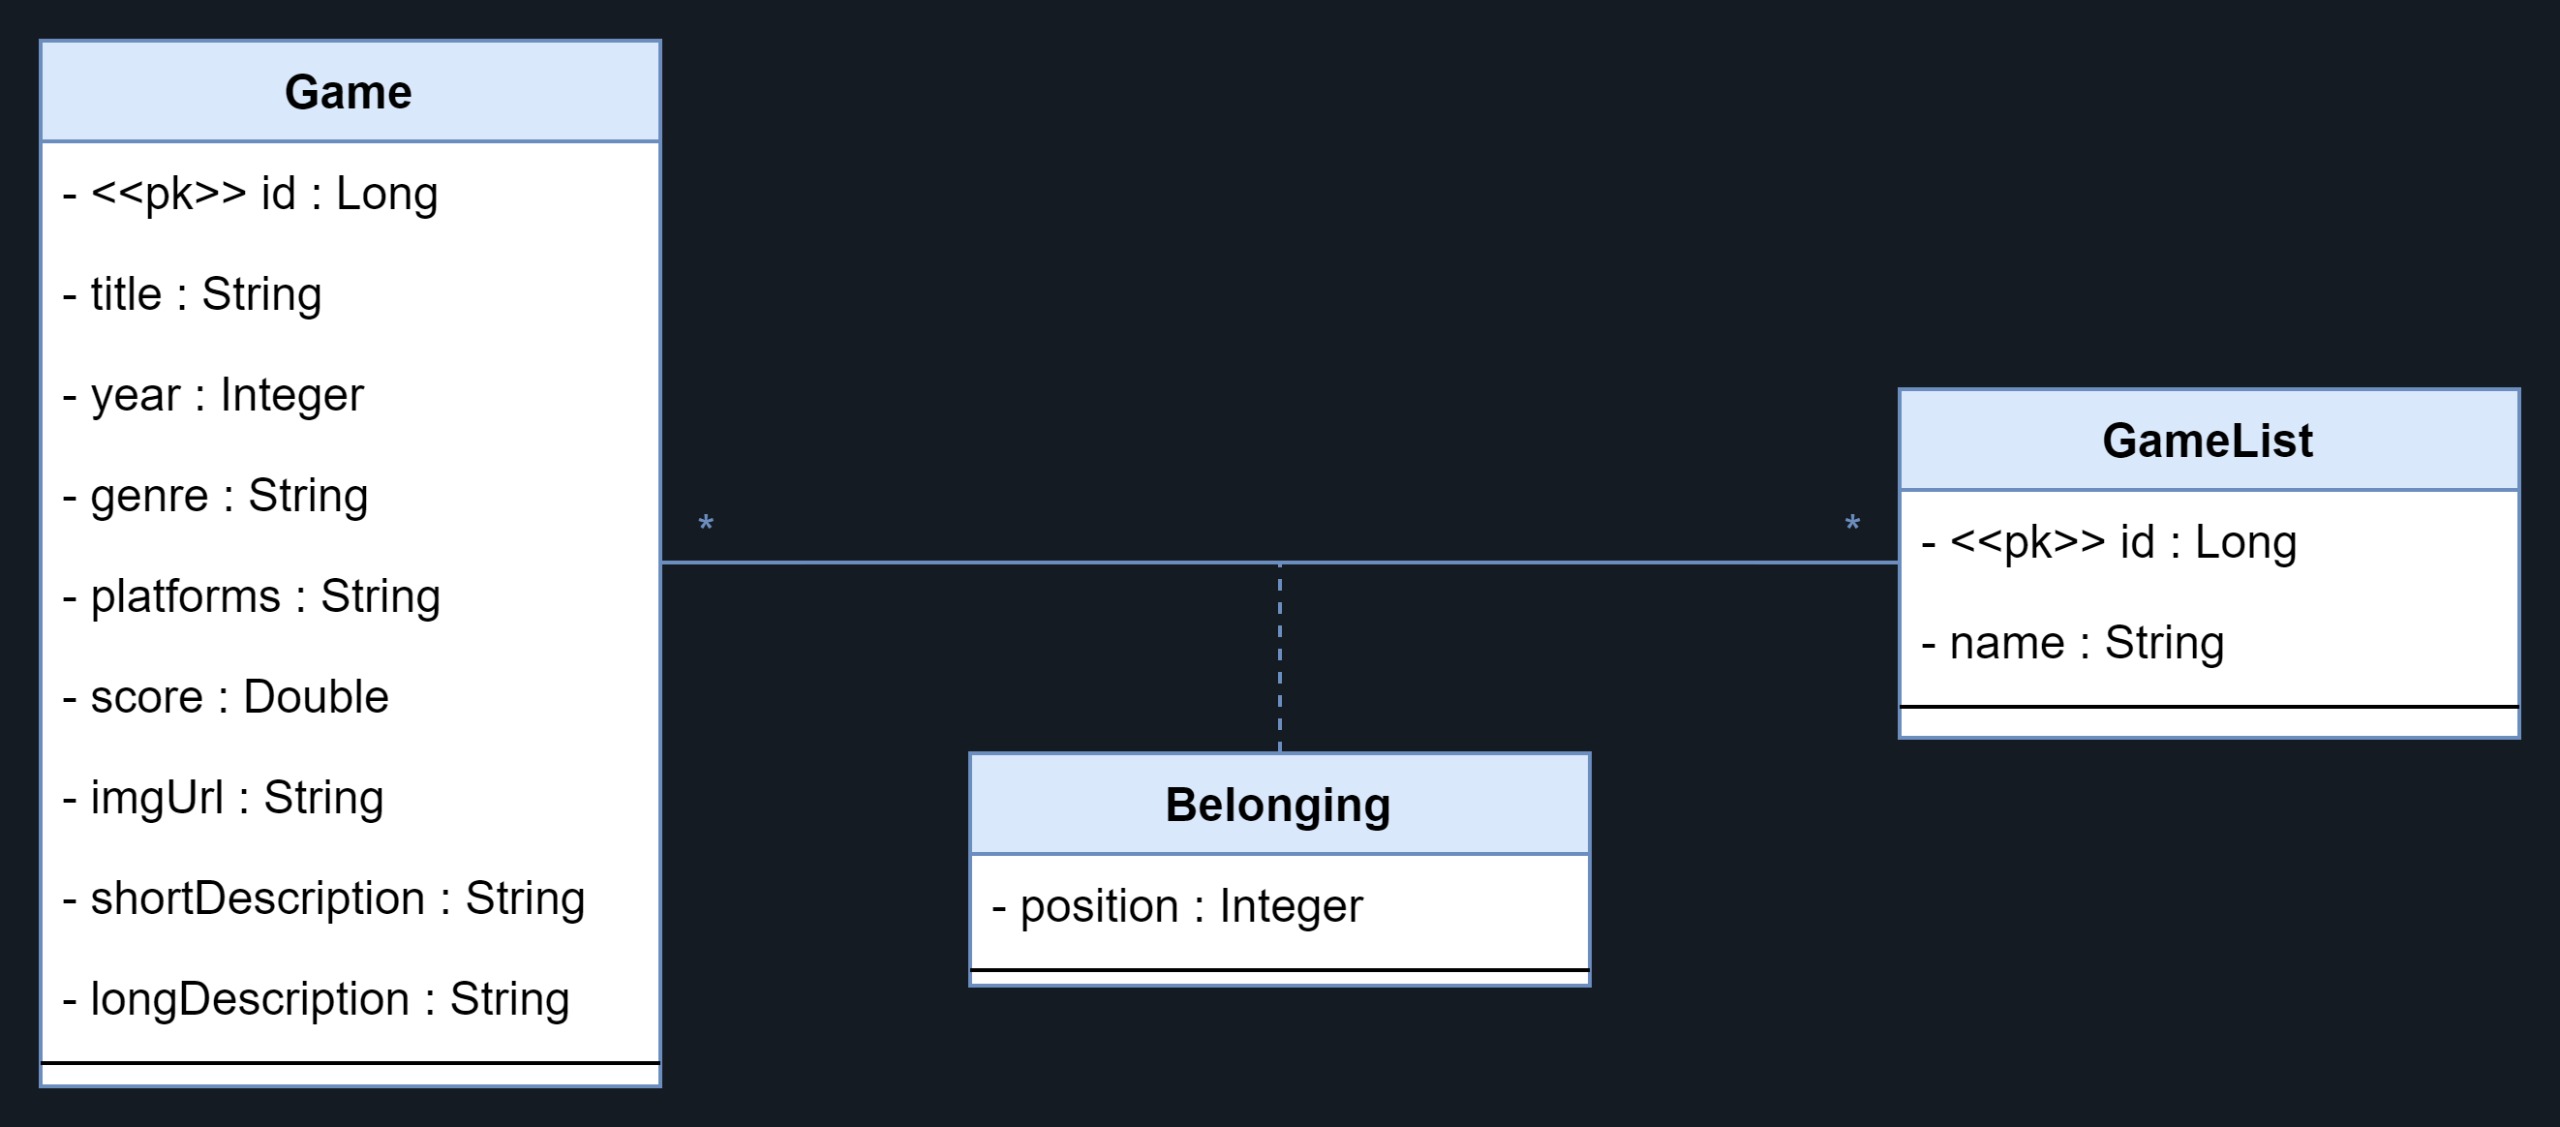 Game
- <<pk>> id : Long
- title : String
- year : Integer
- genre : String
- platforms : String
- score : Double
- imgUrl : String
- shortDescription : String
- longDescription : String
*
*
GameList
- <<pk>> id : Long
- name : String
Belonging
- position : Integer